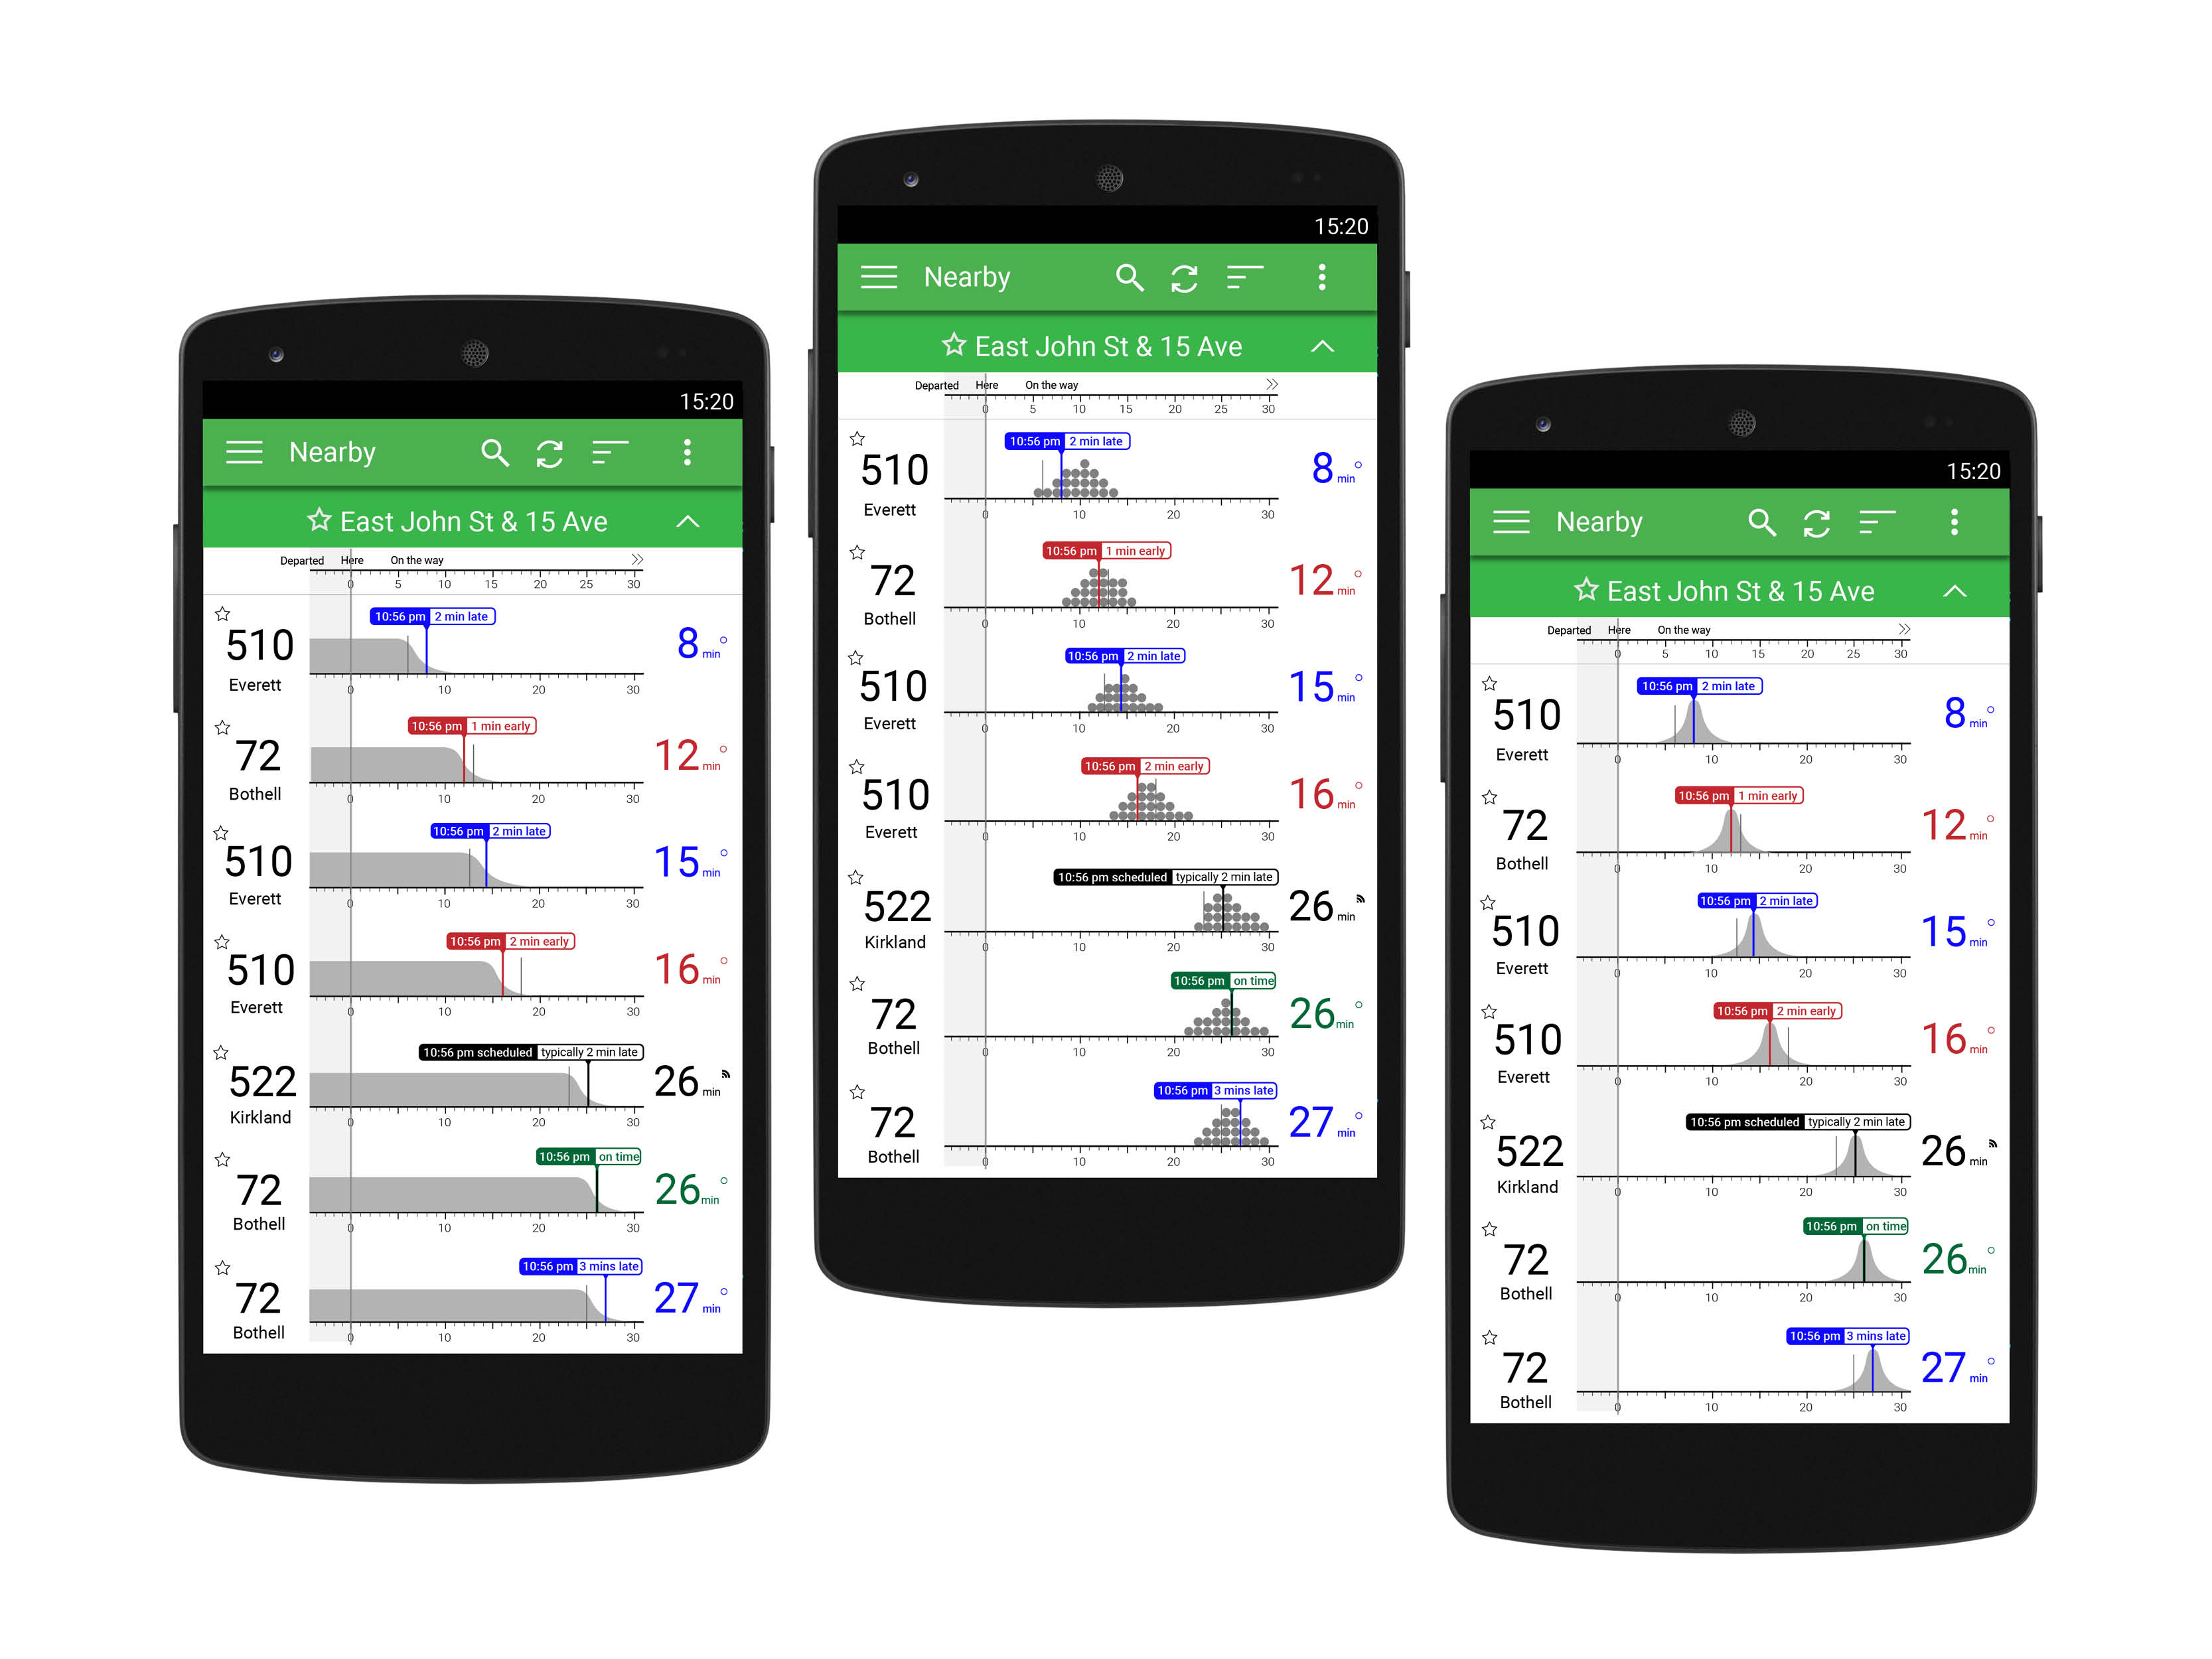 15:20
Nearby
East John St & 15 Ave
Departed Here On the way
0 5 10 15 20 25 30
10:56 pm 2 min late
510 8 min
Everett
0 10 20 30
10:56 pm 1 min early
72 12 min
Bothell
0 10 20 30
10:56 pm 2 min late
510 15 min
Everett
0 10 20 30
10:56 pm 2 min early
510 16 min
Everett
0 10 20 30
10:56 pm scheduled typically 2 min late
522 26 min
Kirkland
0 10 20 30
10:56 pm on time
72 26 min
Bothell
0 10 20 30
10:56 pm 3 mins late
72 27 min
Bothell
0 10 20 30
15:20
Nearby
East John St & 15 Ave
Departed Here On the way
0 5 10 15 20 25 30
10:56 pm 2 min late
510 8 min
Everett
0 10 20 30
10:56 pm 1 min early
72 12 min
Bothell
0 10 20 30
10:56 pm 2 min late
510 15 min
Everett
0 10 20 30
10:56 pm 2 min early
510 16 min
Everett
0 10 20 30
10:56 pm scheduled typically 2 min late
522 26 min
Kirkland
0 10 20 30
10:56 pm on time
72 26 min
Bothell
0 10 20 30
10:56 pm 3 mins late
72 27 min
Bothell
0 10 20 30
15:20
Nearby
East John St & 15 Ave
Departed Here On the way
0 5 10 15 20 25 30
10:56 pm 2 min late
510 8 min
Everett
0 10 20 30
10:56 pm 1 min early
72 12 min
Bothell
0 10 20 30
10:56 pm 2 min late
510 15 min
Everett
0 10 20 30
10:56 pm 2 min early
510 16 min
Everett
0 10 20 30
10:56 pm scheduled typically 2 min late
522 26 min
Kirkland
0 10 20 30
10:56 pm on time
72 26 min
Bothell
0 10 20 30
10:56 pm 3 mins late
72 27 min
Bothell
0 10 20 30